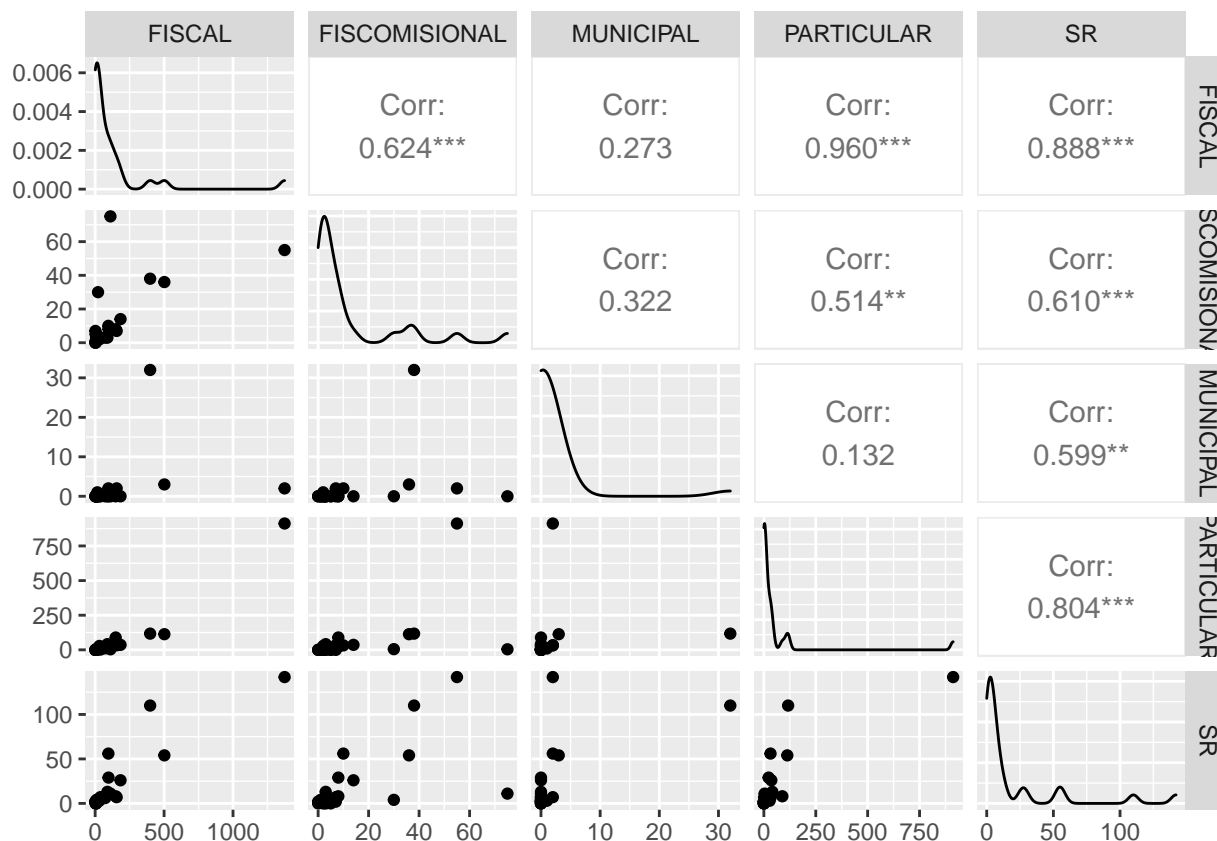 FISCAL FISCOMISIONAL MUNICIPAL PARTICULAR SR
0.006
0.004
0.002
0.000
Corr:
0.624***
Corr:
0.273
Corr:
0.960***
Corr:
0.888***
FISCAL
60
40
20
0
Corr:
0.322
Corr:
0.514**
Corr:
0.610***
SCOMISIONA
30
20
10
0
Corr:
0.132
Corr:
0.599**
MUNICIPAL
750
500
250
0
Corr:
0.804***
PARTICULAR
100
50
0
SR
0 500 1000
0 20 40 60
0 10 20 30
0 250 500 750
0 50 100